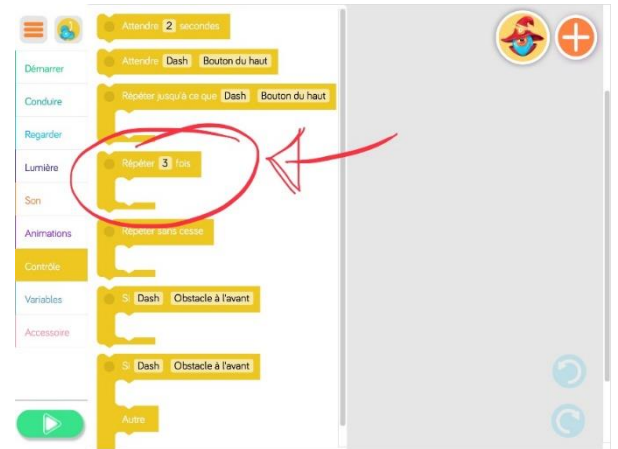 Attendre 2 secondes
Attendre Dash Bouton du haut
Répéter jusqu'à ce que Dash Bouton du haut
Répéter 3 fois
Répéter sans cesse
Si Dash Obstacle à l'avant
Si Dash Obstacle à l'avant
Autre
Démarrer
Conduire
Regarder
Lumière
Son
Animations
Contrôle
Variables
Accessoire